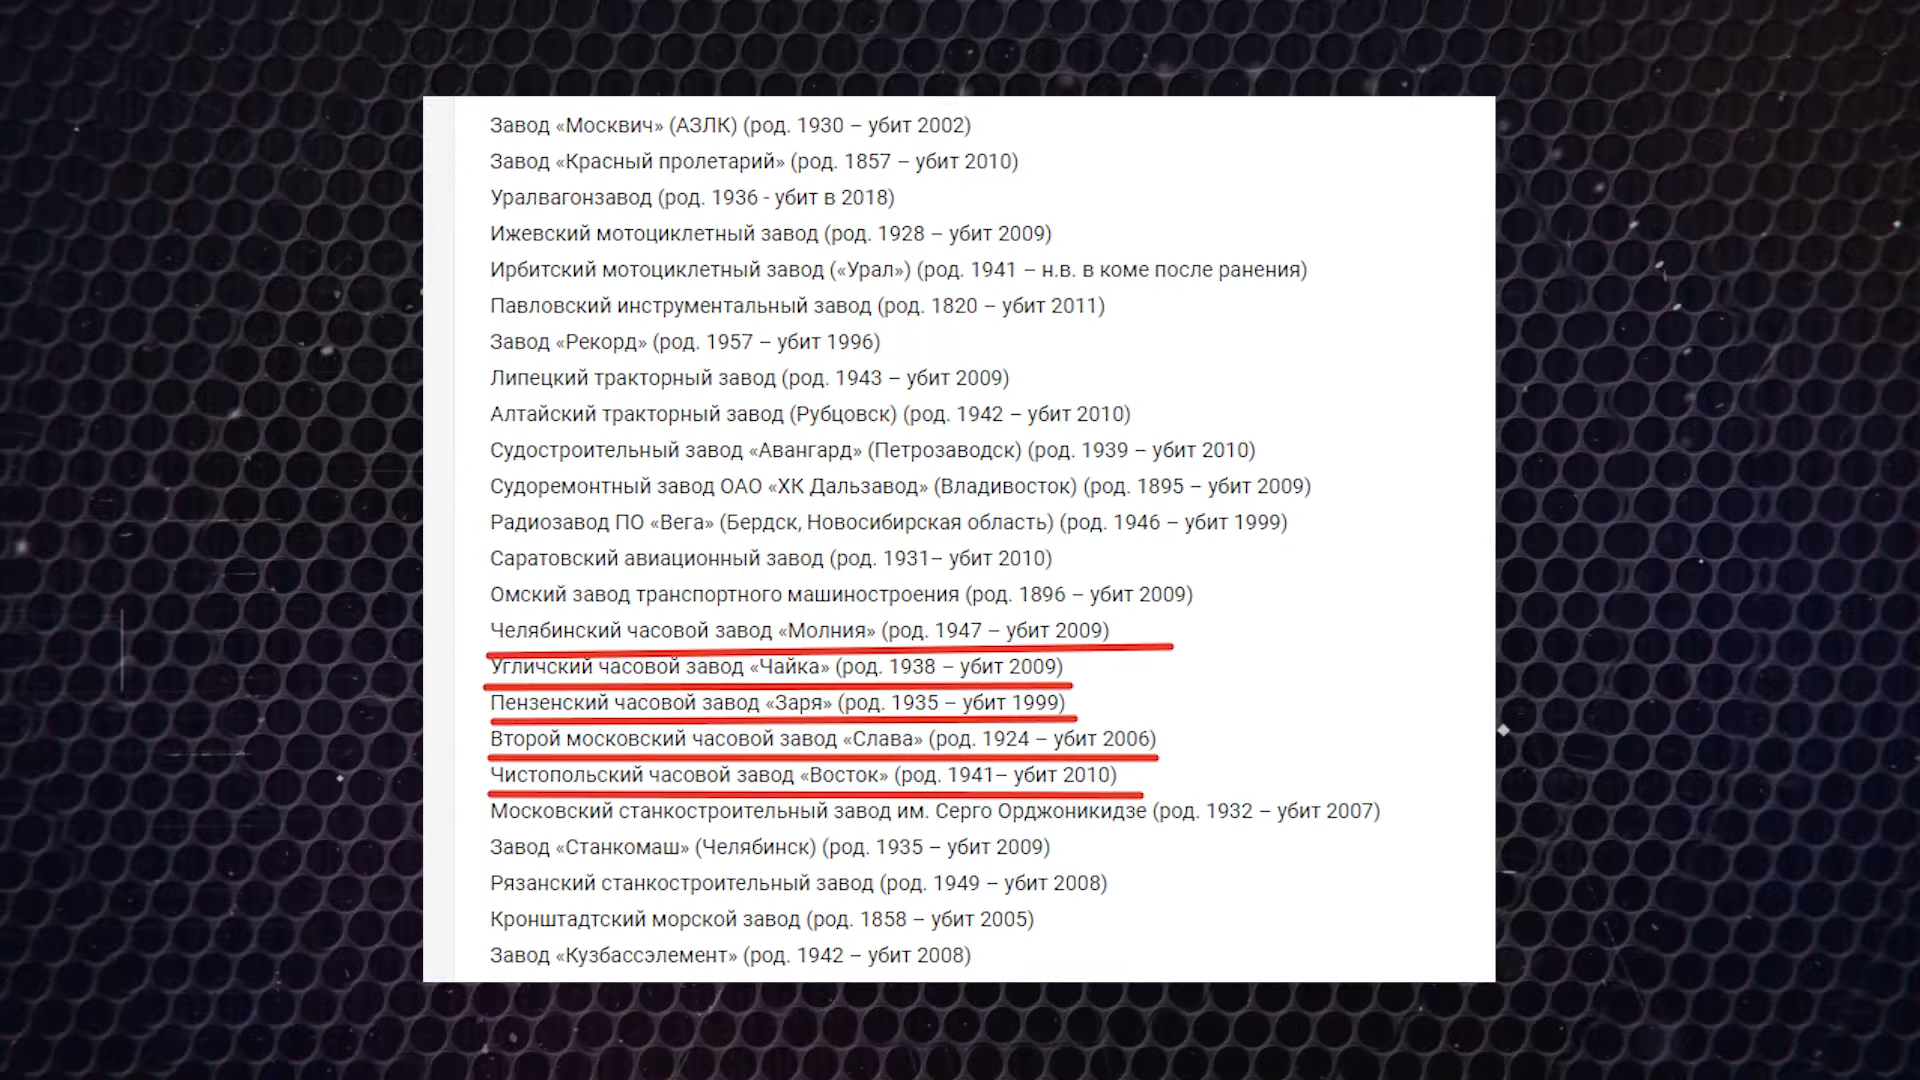 Завод «Москвич» (АЗЛК) (род. 1930 – убит 2002)
Завод «Красный пролетарий» (род. 1857 – убит 2010)
Уралвагонзавод (род. 1936 - убит в 2018)
Ижевский мотоциклетный завод (род. 1928 – убит 2009)
Ирбитский мотоциклетный завод («Урал») (род. 1941 – н.в. в коме после ранения)
Павловский инструментальный завод (род. 1820 – убит 2011)
Завод «Рекорд» (род. 1957 – убит 1996)
Липецкий тракторный завод (род. 1943 – убит 2009)
Алтайский тракторный завод (Рубцовск) (род. 1942 – убит 2010)
Судостроительный завод «Авангард» (Петрозаводск) (род. 1939 – убит 2010)
Судоремонтный завод ОАО «ХК Дальзавод» (Владивосток) (род. 1895 – убит 2009)
Радиозавод ПО «Вега» (Бердск, Новосибирская область) (род. 1946 – убит 1999)
Саратовский авиационный завод (род. 1931– убит 2010)
Омский завод транспортного машиностроения (род. 1896 – убит 2009)
Челябинский часовой завод «Молния» (род. 1947 – убит 2009)
Угличский часовой завод «Чайка» (род. 1938 – убит 2009)
Пензенский часовой завод «Заря» (род. 1935 – убит 1999)
Второй московский часовой завод «Слава» (род. 1924 – убит 2006)
Чистопольский часовой завод «Восток» (род. 1941– убит 2010)
Московский станкостроительный завод им. Серго Орджоникидзе (род. 1932 – убит 2007)
Завод «Станкомаш» (Челябинск) (род. 1935 – убит 2009)
Рязанский станкостроительный завод (род. 1949 – убит 2008)
Кронштадтский морской завод (род. 1858 – убит 2005)
Завод «Кузбассэлемент» (род. 1942 – убит 2008)